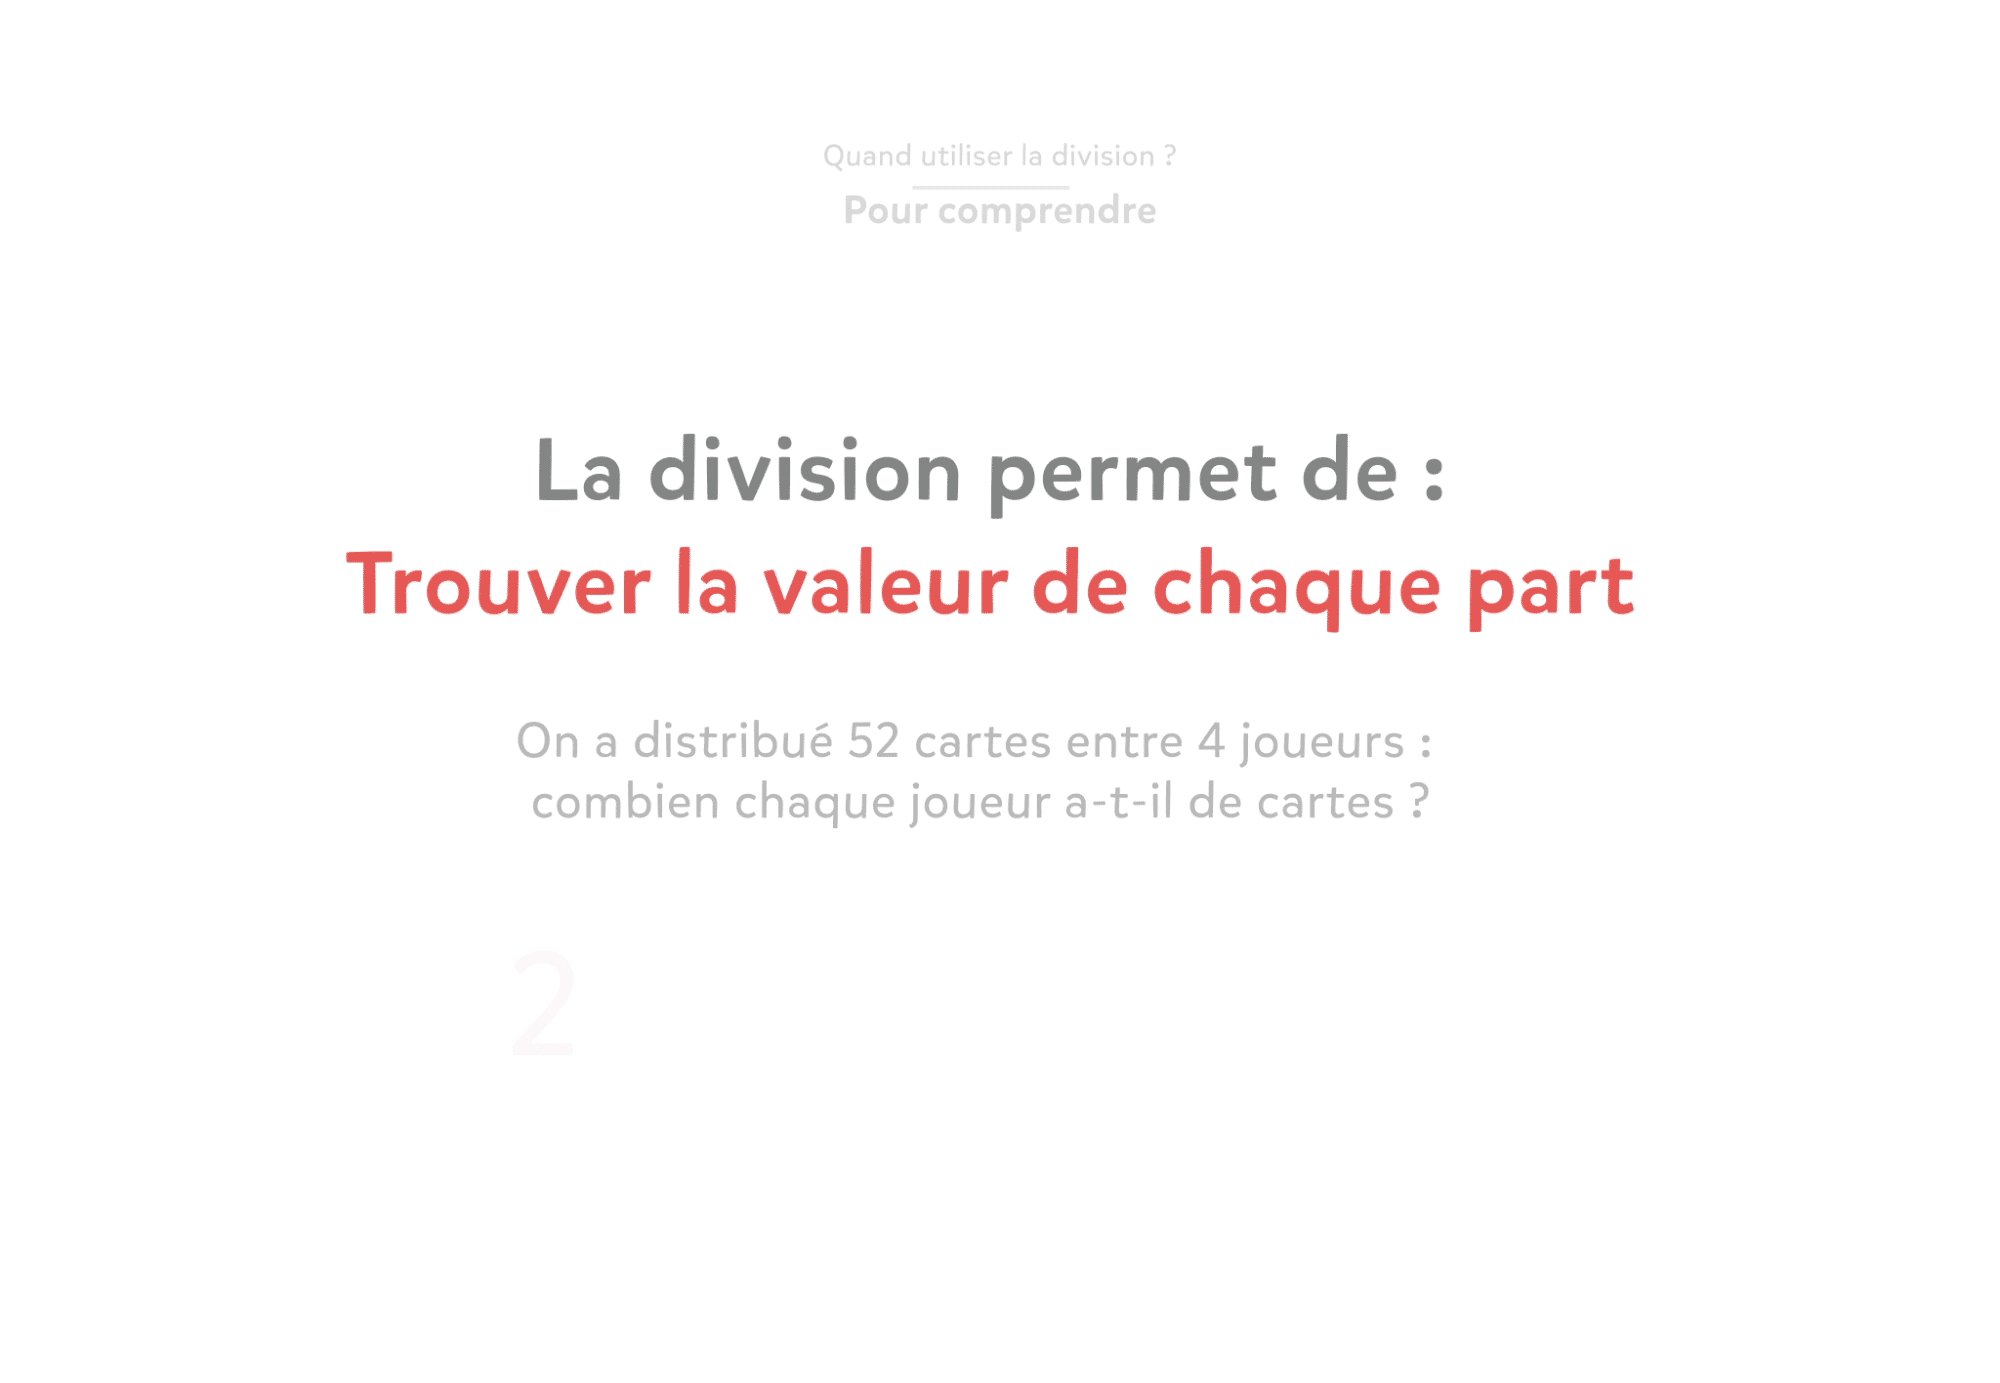 Quand utiliser la division ?
Pour comprendre
La division permet de :
Trouver la valeur de chaque part
On a distribué 52 cartes entre 4 joueurs :
combien chaque joueur a-t-il de cartes ?
2